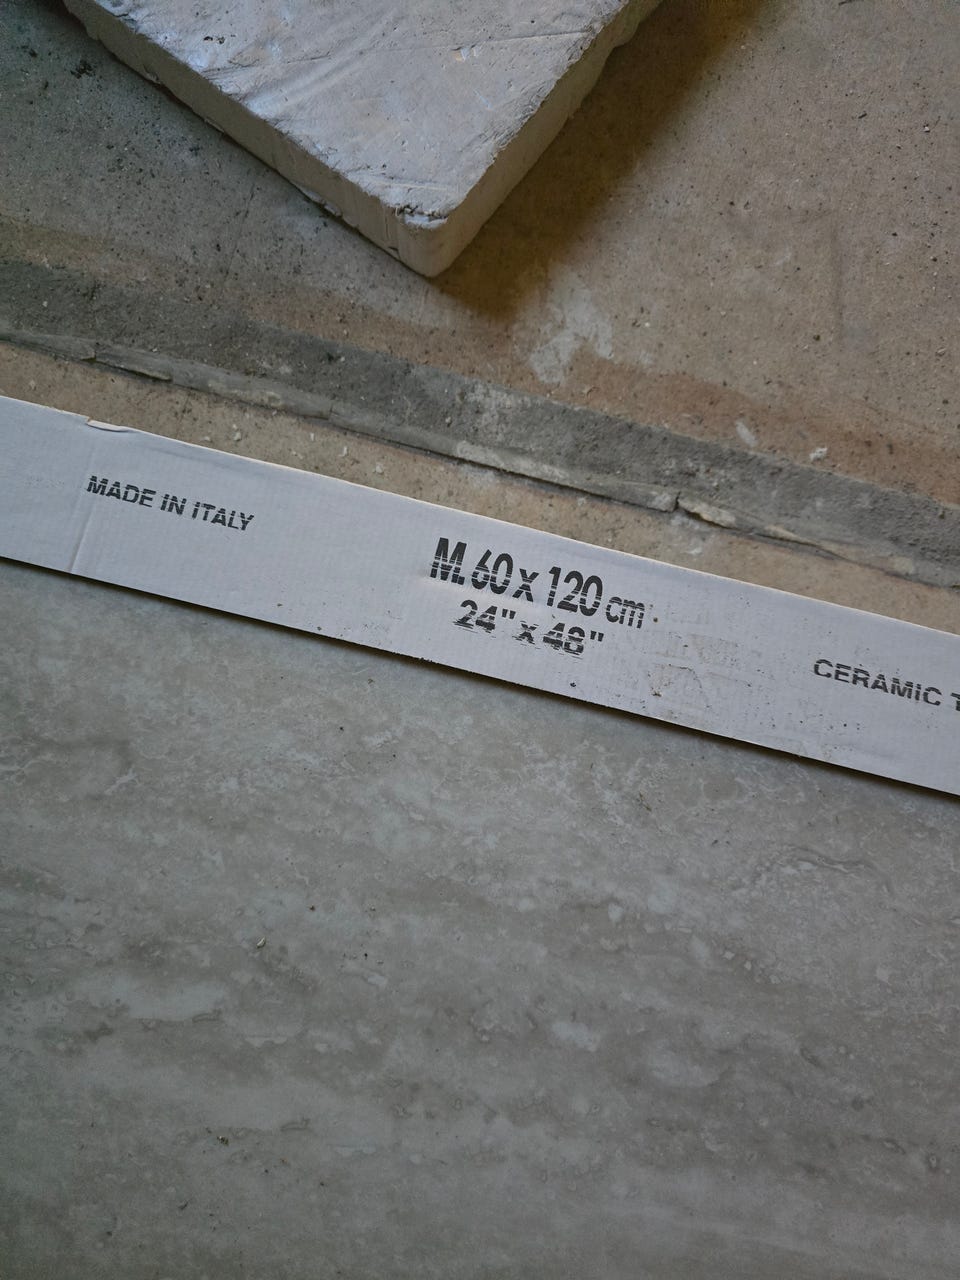 MADE IN ITALY
M. 60 x 120 cm
24" x 48"
CERAMIC